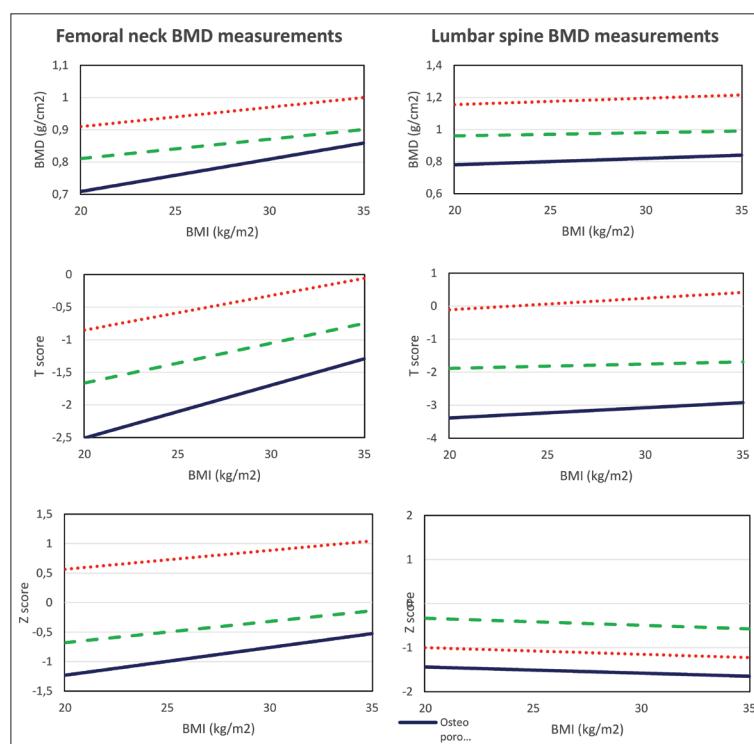 Femoral neck BMD measurements
Lumbar spine BMD measurements
BMD (g/cm2)
1,1
1
0,9
0,8
0,7
20 25 30 35
BMI (kg/m2)
BMD (g/cm2)
1,4
1,2
1
0,8
0,6
20 25 30 35
BMI (kg/m2)
T score
0
-0,5
-1
-1,5
-2
-2,5
20 25 30 35
BMI (kg/m2)
T score
1
0
-1
-2
-3
-4
20 25 30 35
BMI (kg/m2)
Z score
1,5
1
0,5
0
-0,5
-1
-1,5
20 25 30 35
BMI (kg/m2)
Z score
2
1
0
-1
-2
20 25 30 35
BMI (kg/m2)
Osteo
poro...